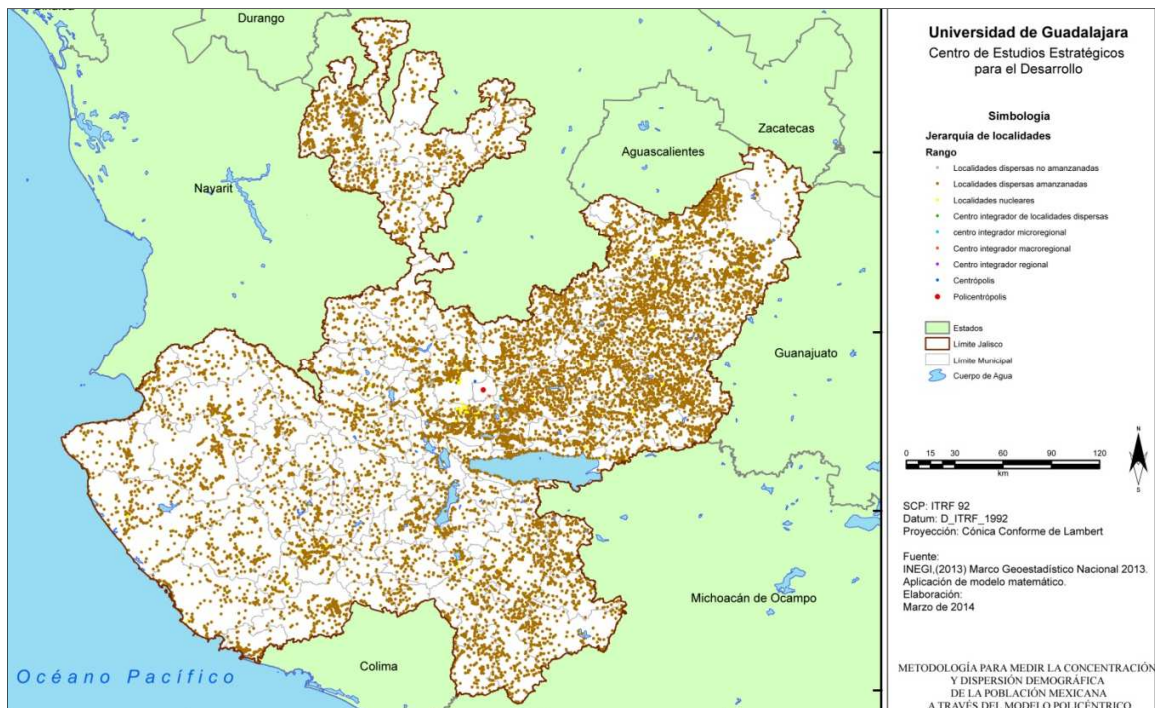 Durango
Zacatecas
Aguascalientes
Nayarit
Guanajuato
Michoacán de Ocampo
Colima
Océano Pacífico
Universidad de Guadalajara
Centro de Estudios Estratégicos
para el Desarrollo
Simbología
Jerarquía de localidades
Rango
Localidades dispersas no amanzanadas
Localidades dispersas amanzanadas
Localidades nucleares
Centro integrador de localidades dispersas
centro integrador microregional
Centro integrador macroregional
Centro integrador regional
Centrópolis
Policentrópolis
Estados
Límite Jalisco
Límite Municipal
Cuerpo de Agua
0 15 30 60 90 120
km
N
S
SCP: ITRF 92
Datum: D_ITRF_1992
Proyección: Cónica Conforme de Lambert
Fuente:
INEGI,(2013) Marco Geoestadístico Nacional 2013.
Aplicación de modelo matemático.
Elaboración:
Marzo de 2014
METODOLOGÍA PARA MEDIR LA CONCENTRACIÓN
Y DISPERSIÓN DEMOGRÁFICA
DE LA POBLACIÓN MEXICANA
A TRAVÉS DEL MODELO POLICÉNTRICO